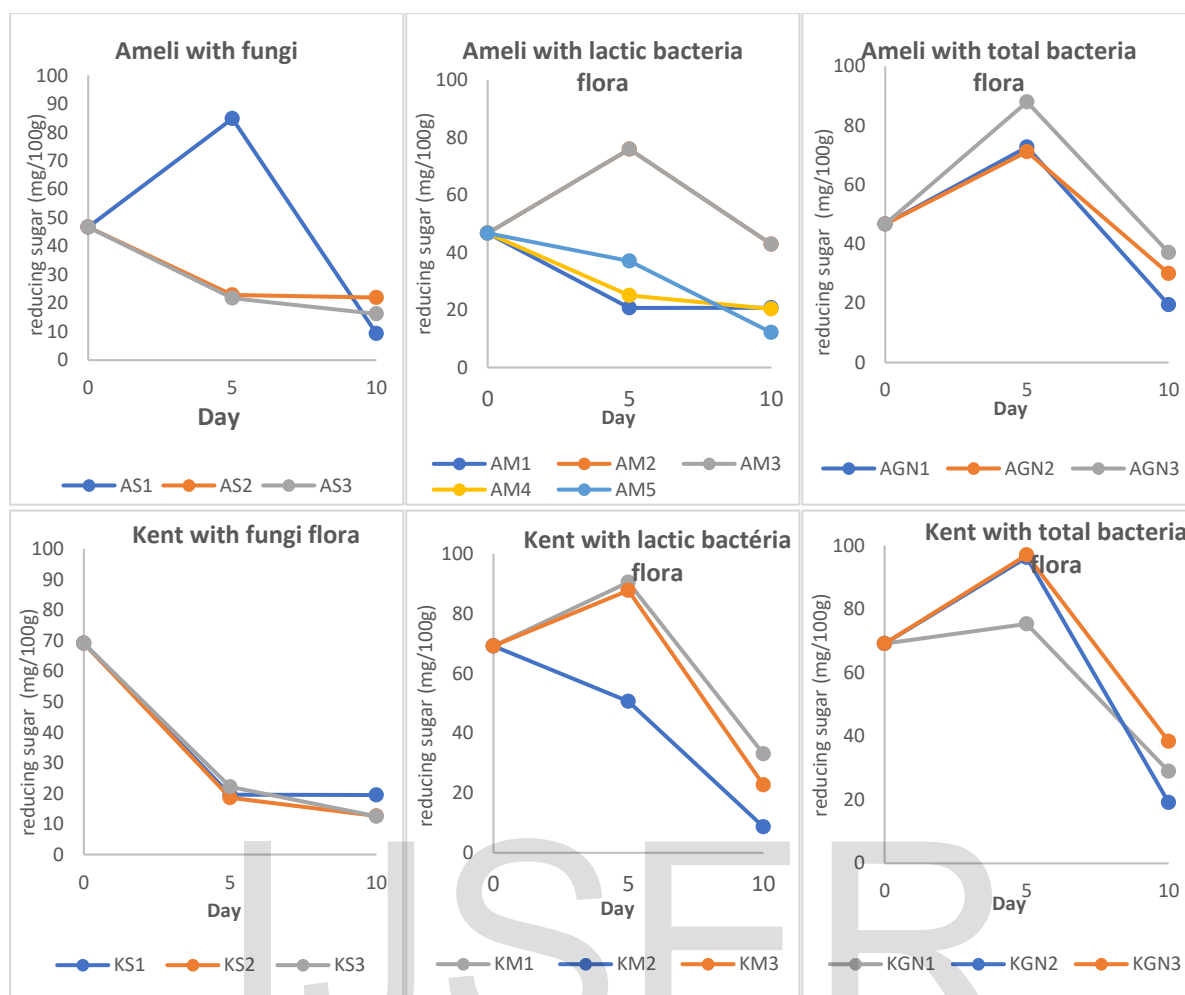 Ameli with fungi
100
90
80
70
60
50
40
30
20
10
0
reducing sugar (mg/100g)
0 5 10
Day
AS1 AS2 AS3
Ameli with lactic bacteria
flora
100
80
60
40
20
0
reducing sugar (mg/100g)
0 5 10
Day
AM1 AM2 AM3
AM4 AM5
Ameli with total bacteria
flora
100
80
60
40
20
0
reducing sugar (mg/100g)
0 5 10
Day
AGN1 AGN2 AGN3
Kent with fungi flora
100
90
80
70
60
50
40
30
20
10
0
reducing sugar (mg/100g)
0 5 10
Day
KS1 KS2 KS3
Kent with lactic bactéria
flora
100
80
60
40
20
0
reducing sugar (mg/100g)
0 5 10
Day
KM1 KM2 KM3
Kent with total bacteria
flora
100
80
60
40
20
0
reducing sugar (mg/100g)
0 5 10
Day
KGN1 KGN2 KGN3
IJSER